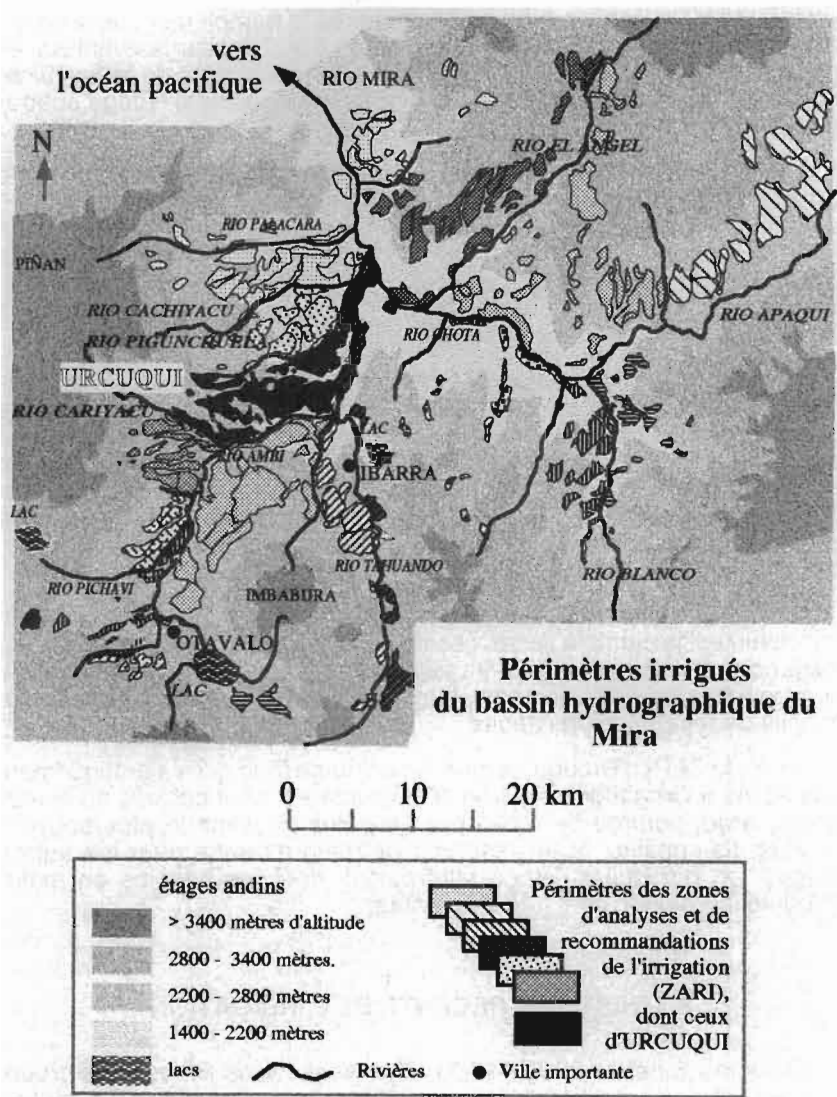 vers
l'océan pacifique
RIO MIRA
N
RIO EL ANGEL
RIO PALACARA
PIÑAN
RIO CACHIYACU
RIO APAQUI
RIO CHOTA
RIO PIGUNCHUELA
URCUQUI
RIO CARIYACU
LAC
RIO AMBI
IBARRA
LAC
RIO TAHUANDO
RIO BLANCO
RIO PICHAVI
IMBABURA
OTAVALO
LAC
Périmètres irrigués
du bassin hydrographique du
Mira
0 10 20 km
étages andins
> 3400 mètres d'altitude
2800 - 3400 mètres.
2200 - 2800 mètres
1400 - 2200 mètres
lacs
Rivières
Ville importante
Périmètres des zones
d'analyses et de
recommandations
de l'irrigation
(ZARI),
dont ceux
d'URCUQUI